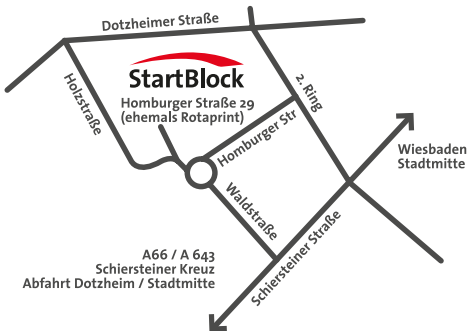 Dotzheimer Straße
Holzstraße
StartBlock
Homburger Straße 29
(ehemals Rotaprint)
2. Ring
Homburger Str
Wiesbaden
Stadtmitte
Waldstraße
Schiersteiner Straße
A66 / A 643
Schiersteiner Kreuz
Abfahrt Dotzheim / Stadtmitte